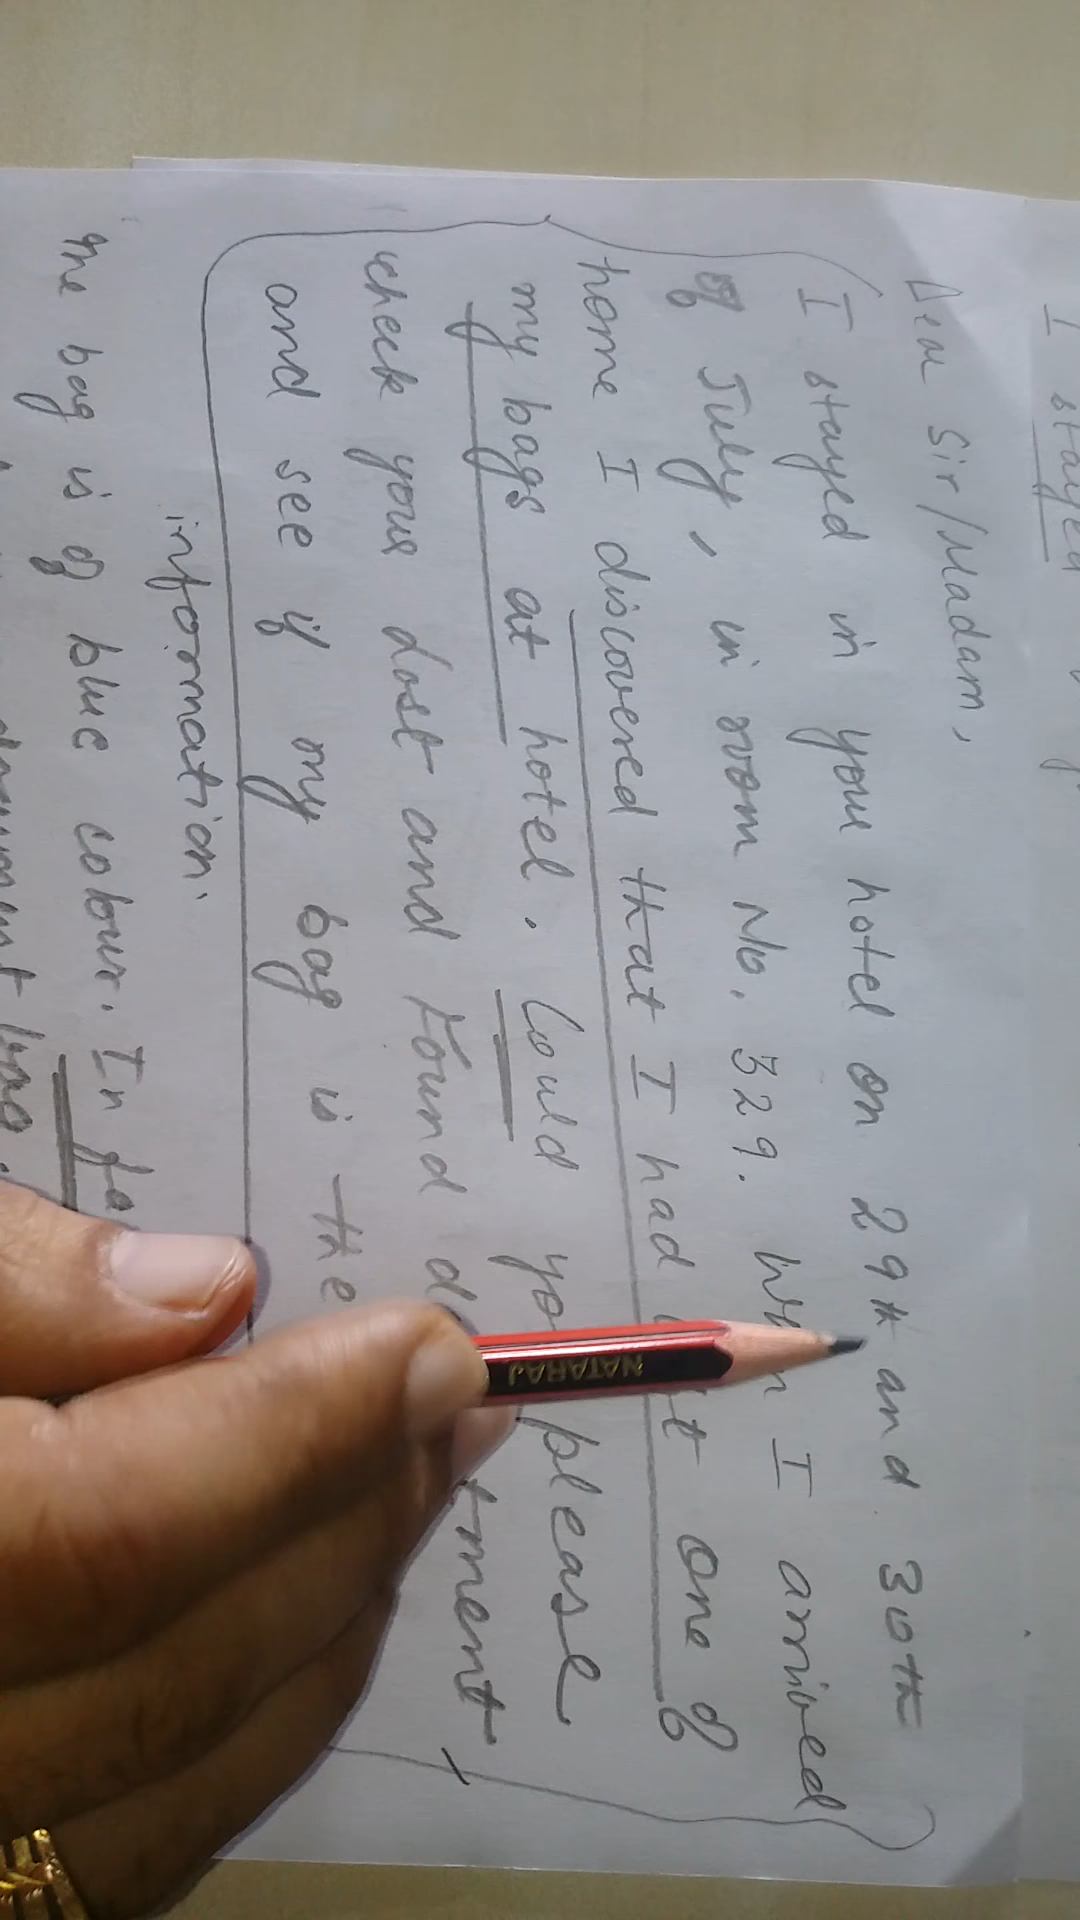 I stayed
Dear Sir/Madam,
I stayed in your hotel on 29th and 30th
of July, in room No. 329. When I arrived
home I discovered that I had left one of
my bags at hotel. Could you please
check your Lost and Found
and see if my bag is the
information.
The bag is of blue colour. In
NATARAJ